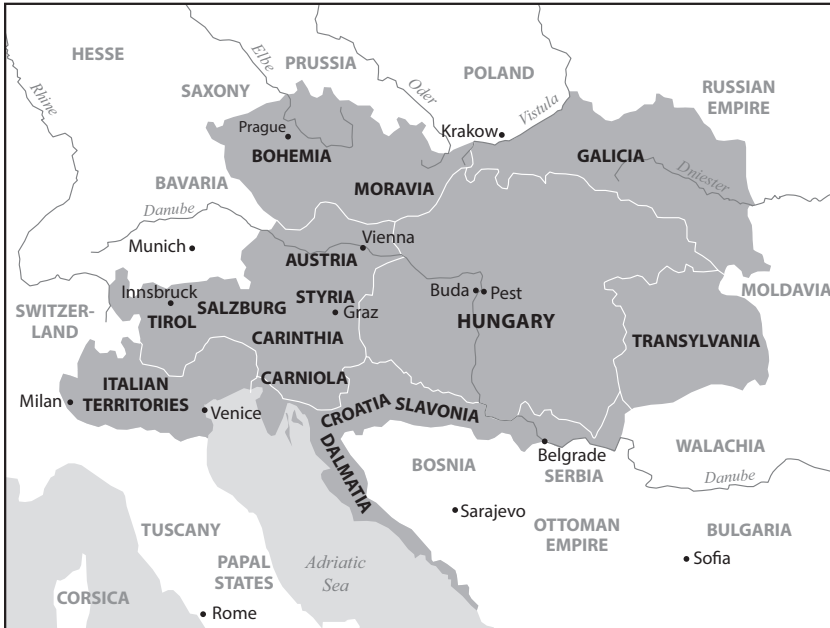 HESSE
Rhine
Elbe
PRUSSIA
SAXONY
Oder
POLAND
Vistula
RUSSIAN
EMPIRE
Prague
BOHEMIA
Krakow
GALICIA
Dniester
MORAVIA
BAVARIA
Danube
Munich
Vienna
AUSTRIA
Innsbruck
TIROL
SALZBURG
STYRIA
Graz
CARINTHIA
Buda
Pest
HUNGARY
MOLDAVIA
TRANSYLVANIA
SWITZER-
LAND
ITALIAN
TERRITORIES
Milan
Venice
CARNIOLA
CROATIA
SLAVONIA
DALMATIA
Belgrade
SERBIA
BOSNIA
WALACHIA
Danube
Sarajevo
OTTOMAN
EMPIRE
BULGARIA
Sofia
TUSCANY
PAPAL
STATES
Adriatic
Sea
CORSICA
Rome